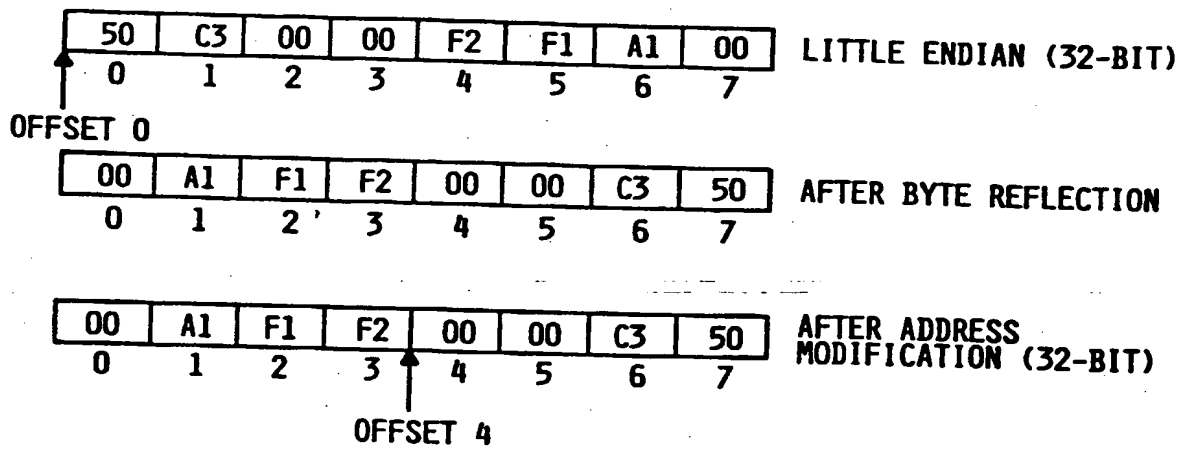 50 C3 00 00 F2 F1 A1 00 LITTLE ENDIAN (32-BIT)
0 1 2 3 4 5 6 7
OFFSET 0
00 A1 F1 F2 00 00 C3 50 AFTER BYTE REFLECTION
0 1 2 3 4 5 6 7
00 A1 F1 F2 00 00 C3 50 AFTER ADDRESS
MODIFICATION (32-BIT)
0 1 2 3 4 5 6 7
OFFSET 4